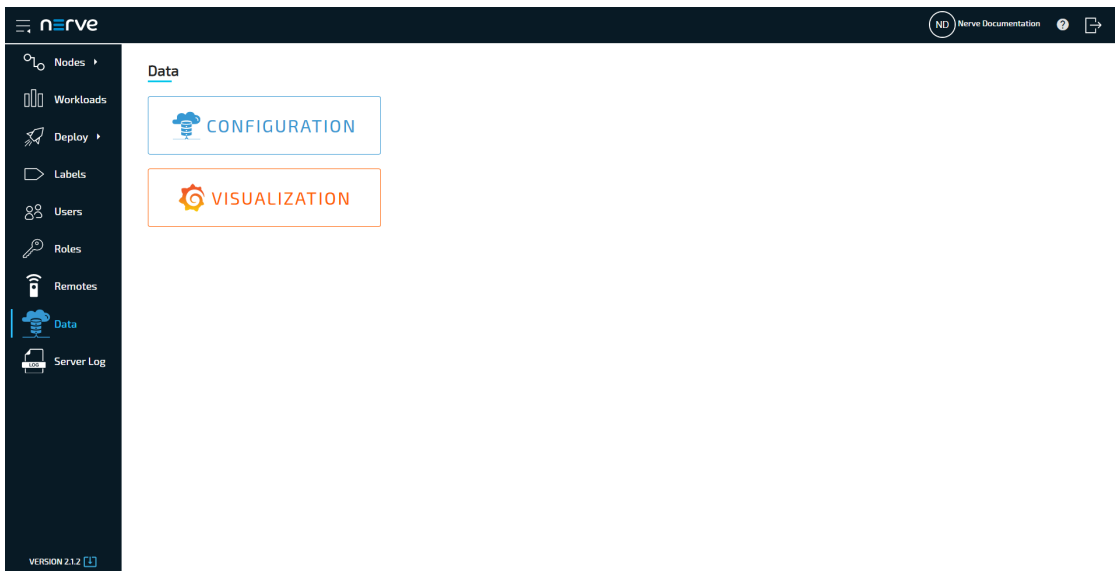 nerve
ND Nerve Documentation ?
Nodes
Data
Workloads
CONFIGURATION
Deploy
Labels
VISUALIZATION
Users
Roles
Remotes
Data
LOG Server Log
VERSION 2.1.2